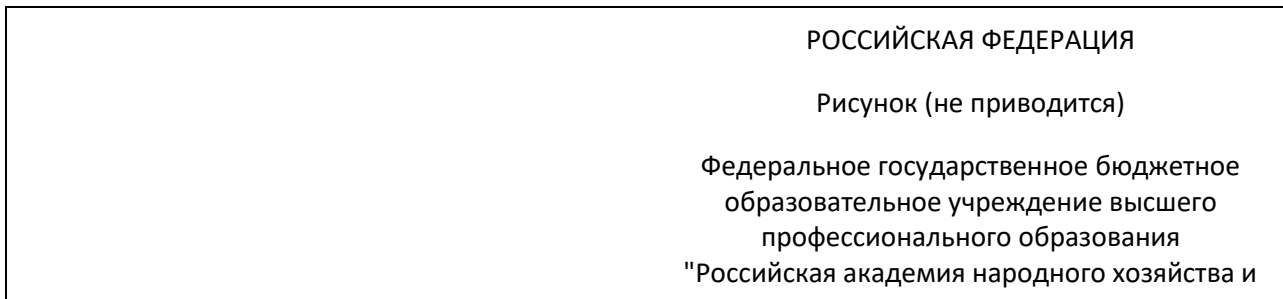 РОССИЙСКАЯ ФЕДЕРАЦИЯ
Рисунок (не приводится)
Федеральное государственное бюджетное
образовательное учреждение высшего
профессионального образования
"Российская академия народного хозяйства и